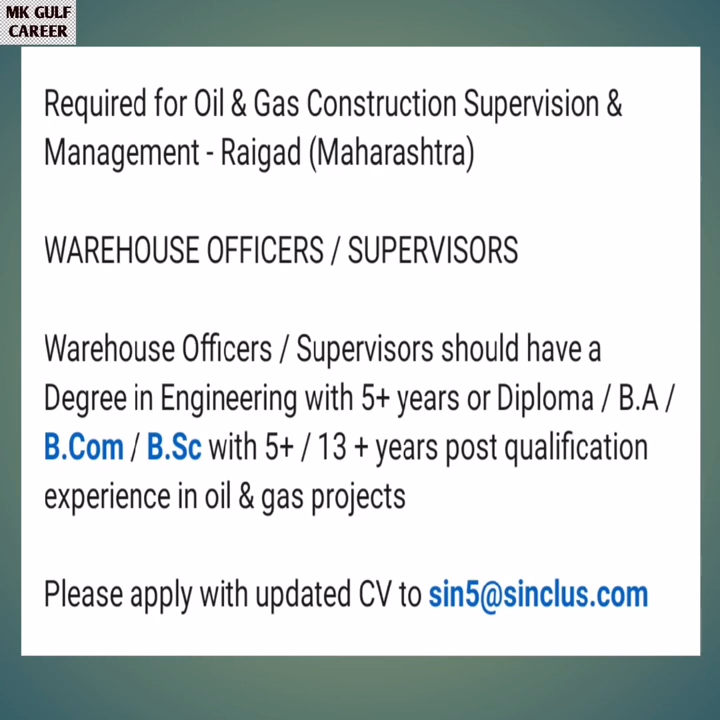 MK GULF
CAREER
Required for Oil & Gas Construction Supervision &
Management - Raigad (Maharashtra)
WAREHOUSE OFFICERS / SUPERVISORS
Warehouse Officers / Supervisors should have a
Degree in Engineering with 5+ years or Diploma / B.A /
B.Com / B.Sc with 5+ / 13 + years post qualification
experience in oil & gas projects
Please apply with updated CV to sin5@sinclus.com